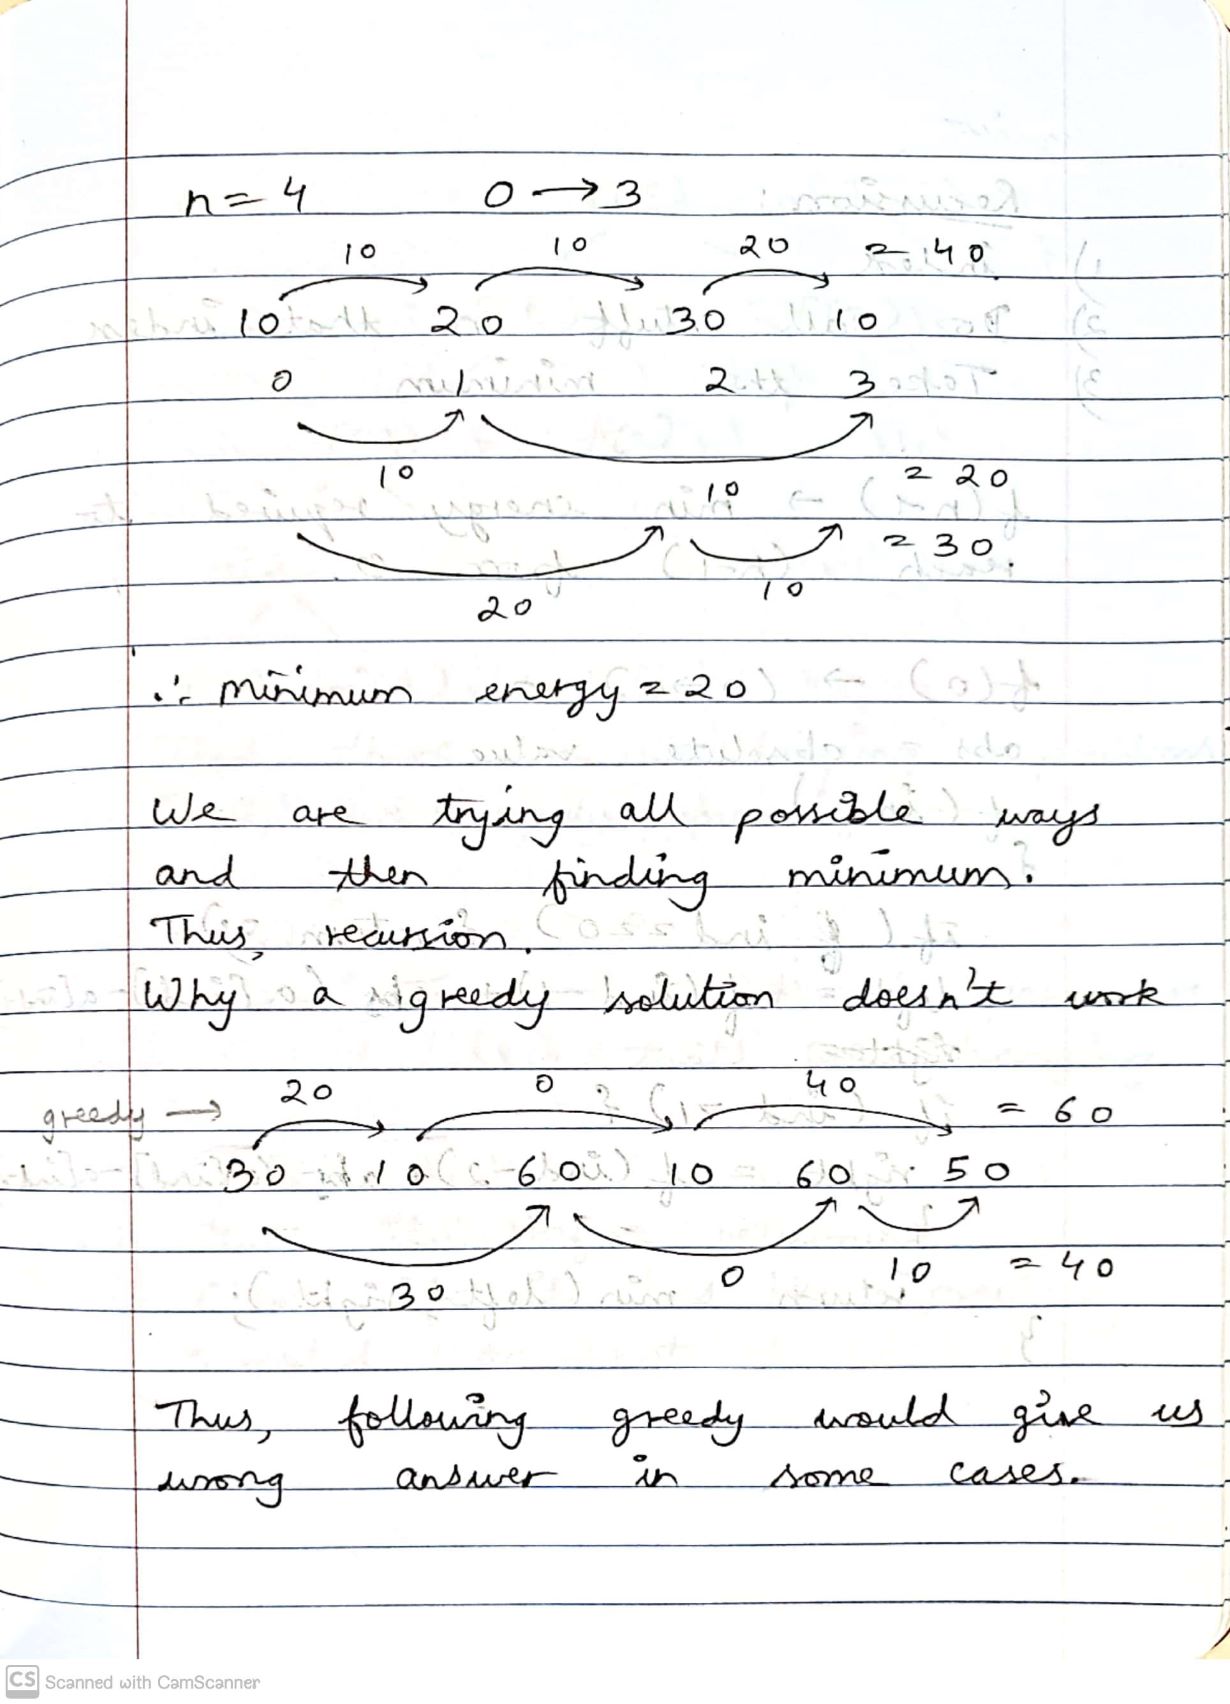 n = 4 0 → 3
10 10 20 = 40
10 20 30 10
0 1 2 3
10 10 = 20
20 10 = 30
∴ minimum energy = 20
We are trying all possible ways
and then finding minimum.
Thus, recursion.
Why a greedy solution doesn't work
20 0 40
greedy → = 60
30 10 60 10 60 50
30 0 10 = 40
Thus, following greedy would give us
wrong answer in some cases.
CS Scanned with CamScanner